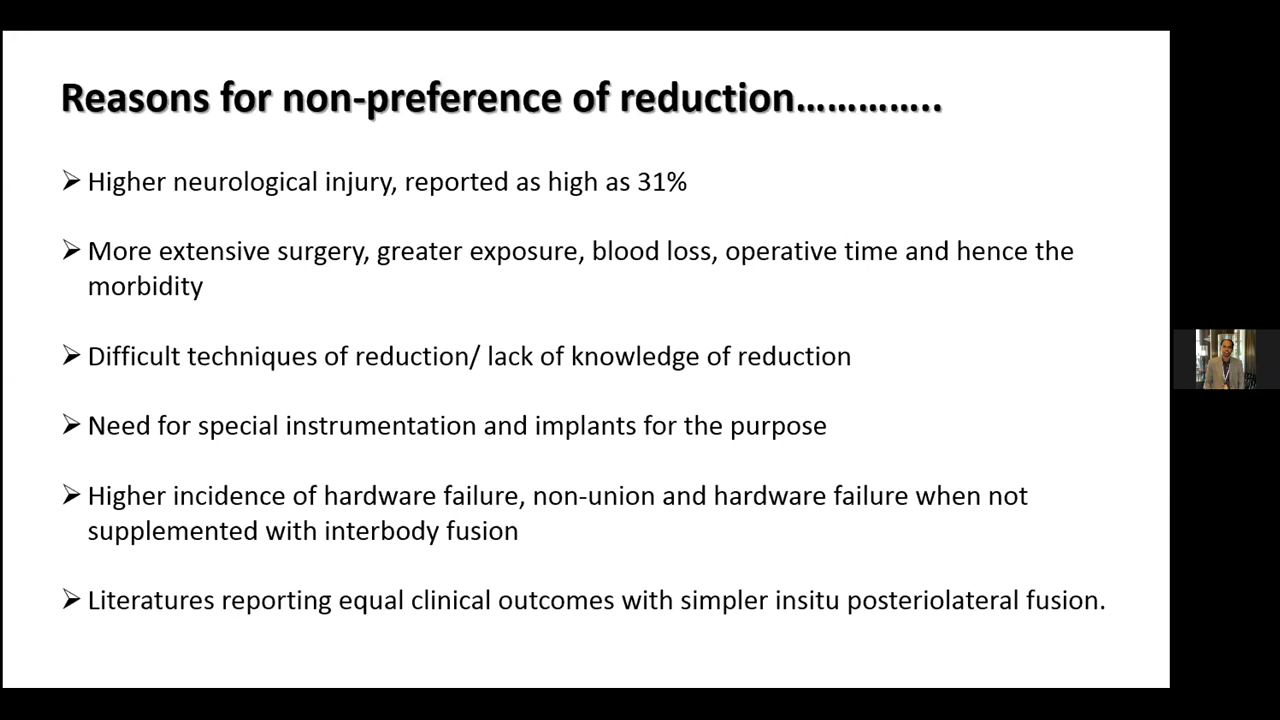 Reasons for non-preference of reduction…………..
➢ Higher neurological injury, reported as high as 31%
➢ More extensive surgery, greater exposure, blood loss, operative time and hence the
morbidity
➢ Difficult techniques of reduction/ lack of knowledge of reduction
➢ Need for special instrumentation and implants for the purpose
➢ Higher incidence of hardware failure, non-union and hardware failure when not
supplemented with interbody fusion
➢ Literatures reporting equal clinical outcomes with simpler insitu posteriolateral fusion.